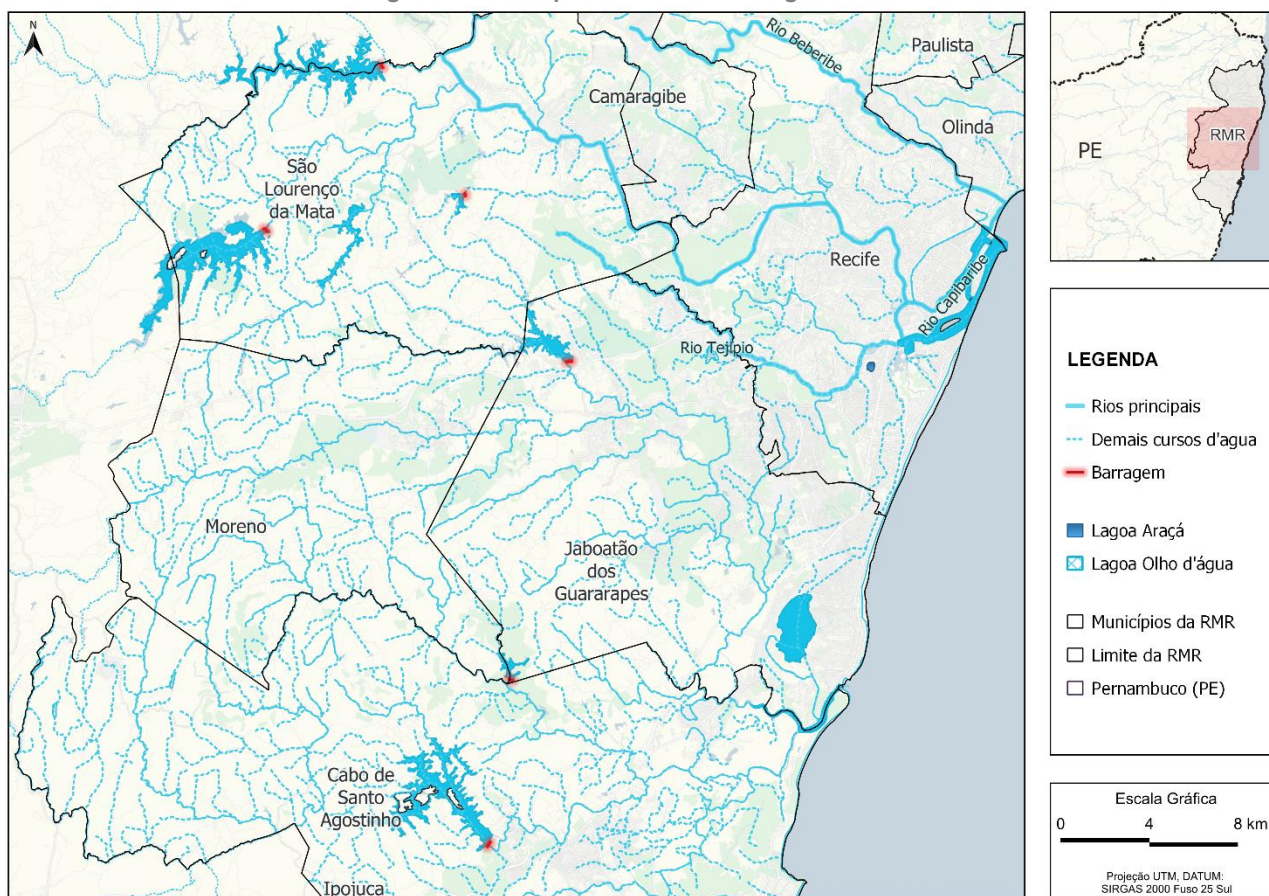 N
Rio Beberibe
Paulista
Camaragibe
Olinda
São
Lourenço
da Mata
Recife
Rio Capibaribe
Rio Tejipio
Moreno
Jaboatão
dos
Guararapes
Cabo de
Santo
Agostinho
Ipojuca
PE
RMR
LEGENDA
Rios principais
Demais cursos d'agua
Barragem
Lagoa Araçá
Lagoa Olho d'água
Municípios da RMR
Limite da RMR
Pernambuco (PE)
Escala Gráfica
0 4 8 km
Projeção UTM, DATUM:
SIRGAS 2000 Fuso 25 Sul